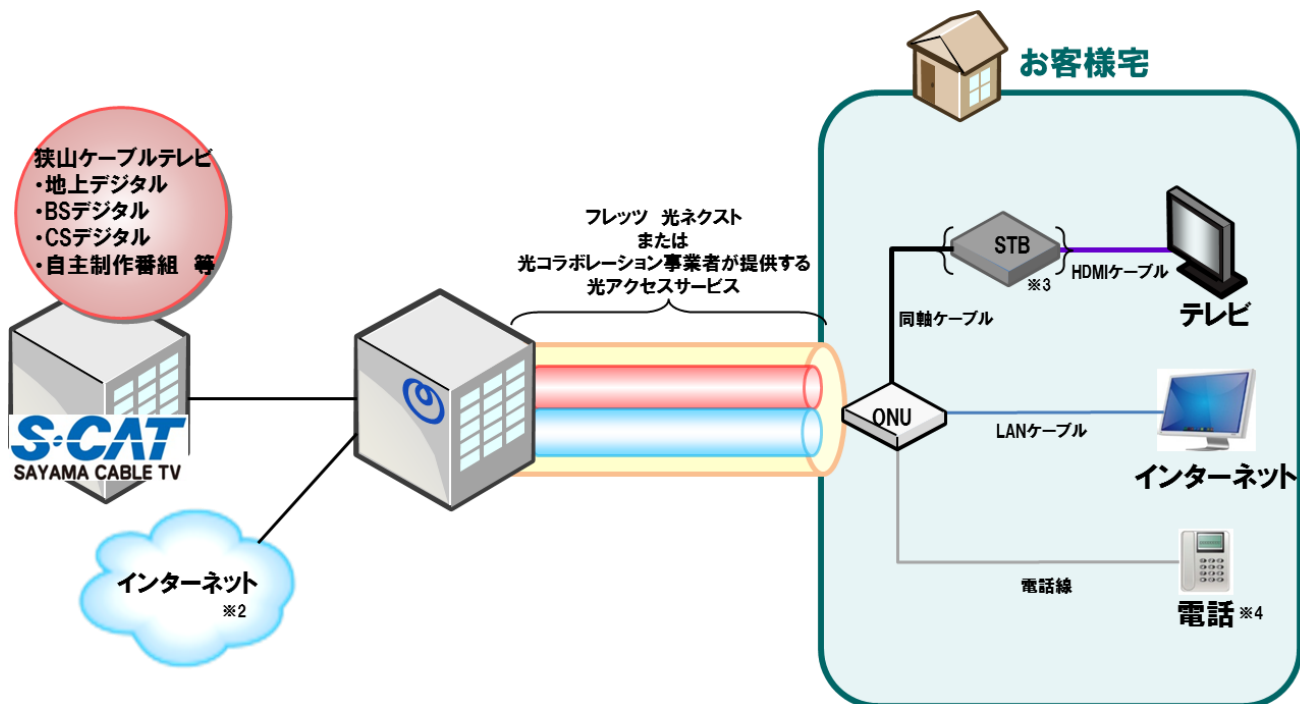 お客様宅
狭山ケーブルテレビ
・地上デジタル
・BSデジタル
・CSデジタル
・自主制作番組 等
S・CAT
SAYAMA CABLE TV
インターネット
※2
フレッツ 光ネクスト
または
光コラボレーション事業者が提供する
光アクセスサービス
STB
※3
HDMIケーブル
テレビ
同軸ケーブル
ONU
LANケーブル
インターネット
電話線
電話※4